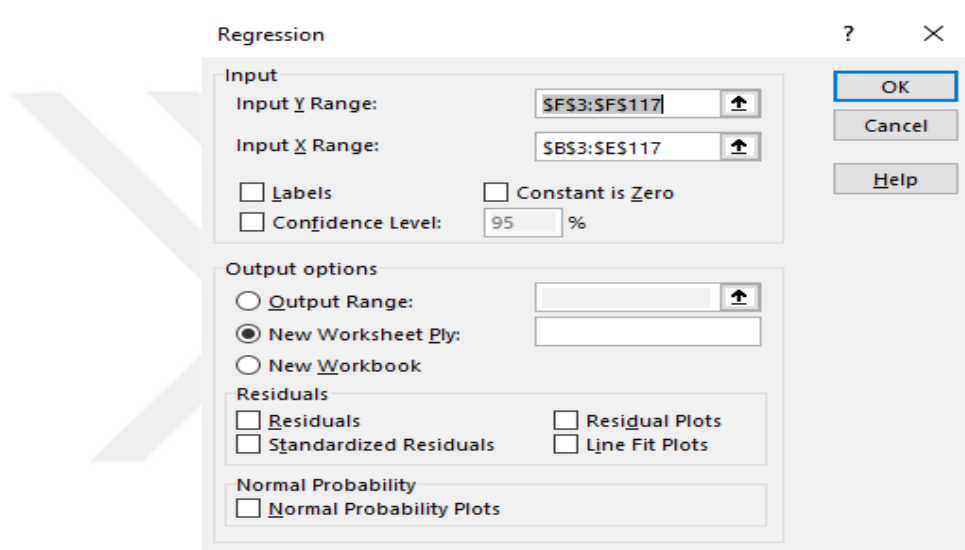 Regression ? ×
Input
Input Y Range: $F$3:$F$117
Input X Range: $B$3:$E$117
Labels Constant is Zero
Confidence Level: 95 %
Output options
Output Range:
New Worksheet Ply:
New Workbook
Residuals
Residuals Residual Plots
Standardized Residuals Line Fit Plots
Normal Probability
Normal Probability Plots
OK
Cancel
Help